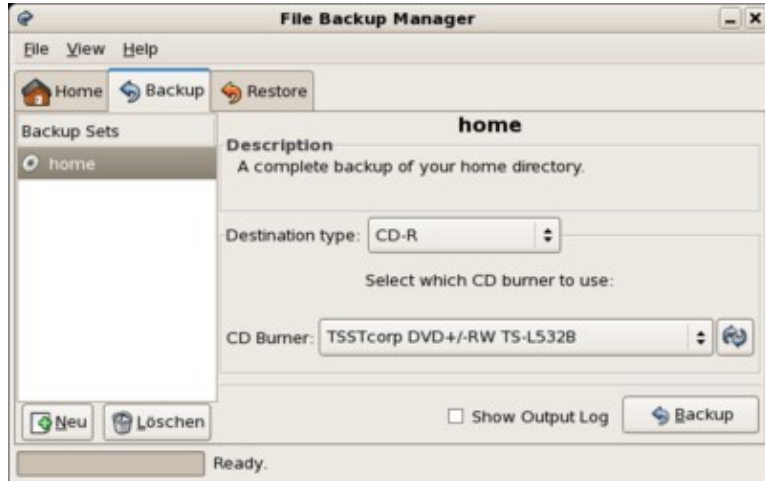 File Backup Manager
File View Help
Home Backup Restore
Backup Sets
home
home
Description
A complete backup of your home directory.
Destination type: CD-R
Select which CD burner to use:
CD Burner: TSSTcorp DVD+/-RW TS-L532B
Neu Löschen
Show Output Log Backup
Ready.